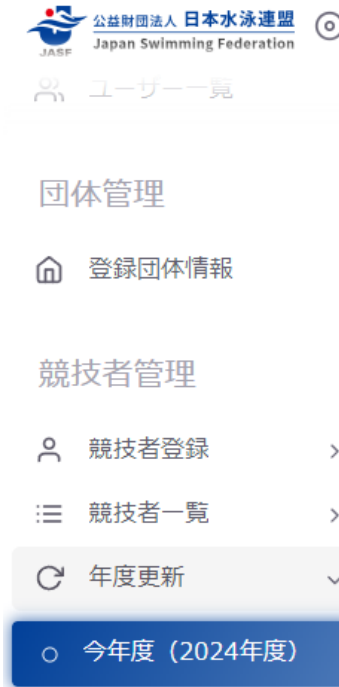 公益財団法人 日本水泳連盟
Japan Swimming Federation
JASF
ユーザー一覧
団体管理
登録団体情報
競技者管理
競技者登録
競技者一覧
年度更新
今年度（2024年度）